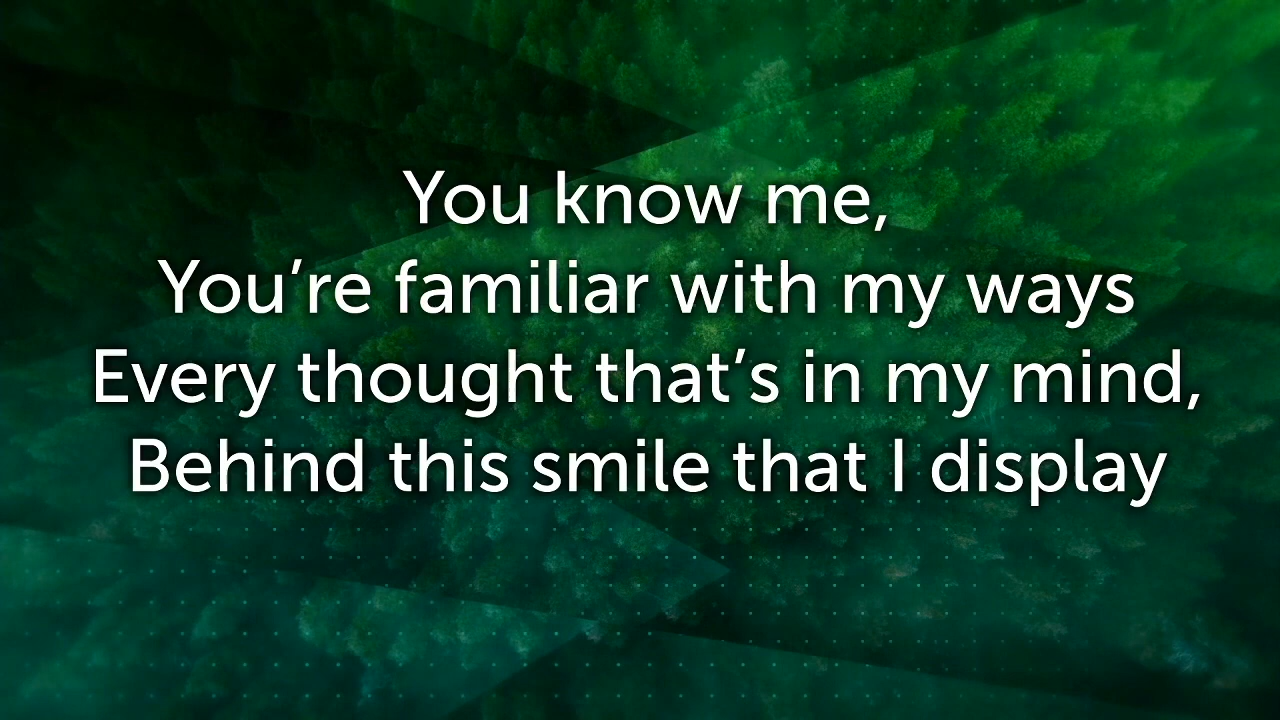 You know me,
You’re familiar with my ways
Every thought that’s in my mind,
Behind this smile that I display